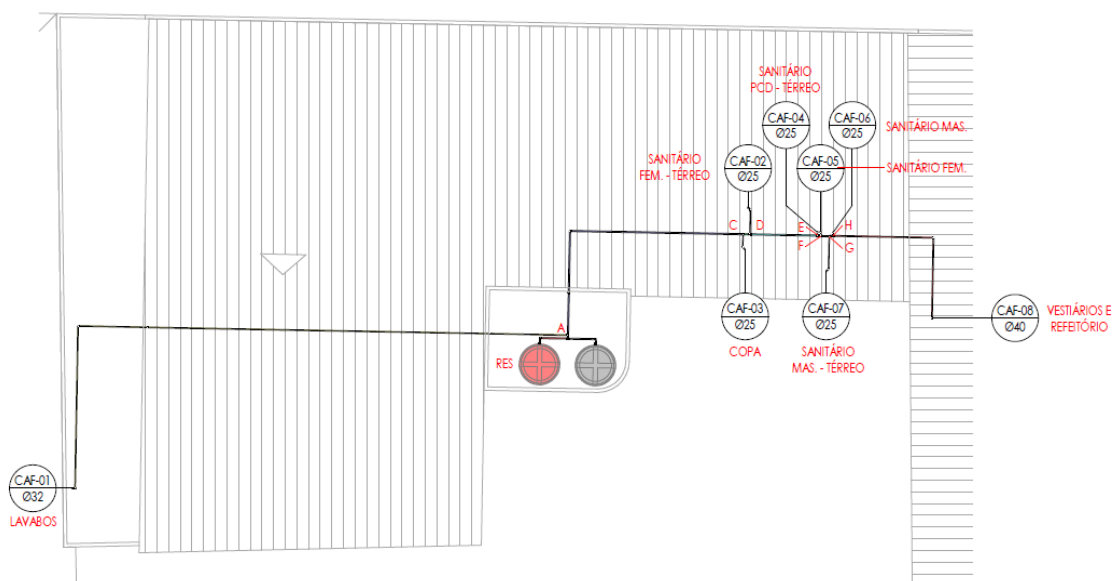 SANITÁRIO
PCD - TÉRREO
CAF-04
Ø25
CAF-06
Ø25
SANITÁRIO MAS.
SANITÁRIO
FEM. - TÉRREO
CAF-02
Ø25
CAF-05
Ø25
SANITÁRIO FEM.
C
D
E
F
H
G
A
RES
CAF-03
Ø25
COPA
CAF-07
Ø25
SANITÁRIO
MAS. - TÉRREO
CAF-08
Ø40
VESTIÁRIOS E
REFEITÓRIO
CAF-01
Ø32
LAVABOS